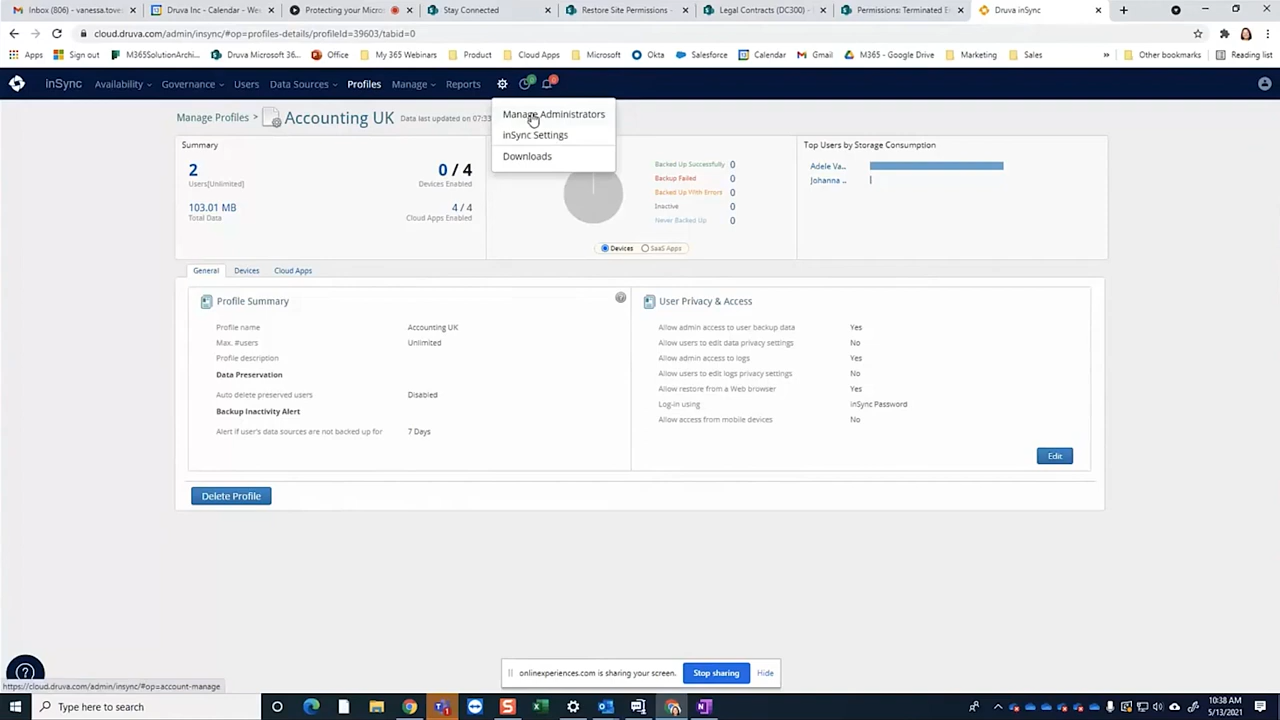 Inbox (806) - vanessa.tove
Druva Inc - Calendar - We
Protecting your Micro
Stay Connected
Restore Site Permissions -
Legal Contracts (DC300) -
Permissions: Terminated E
Druva inSync
cloud.druva.com/admin/insync/#op=profiles-details/profileId=39603/tabid=0
Apps
Sign out
M365SolutionArchi...
Druva Microsoft 36...
Office
My 365 Webinars
Product
Cloud Apps
Microsoft
Okta
Salesforce
Calendar
Gmail
M365 - Google Drive
Marketing
Sales
»
Other bookmarks
Reading list
inSync
Availability
Governance
Users
Data Sources
Profiles
Manage
Reports
Manage Administrators
inSync Settings
Downloads
Manage Profiles >
Accounting UK
Data last updated on 07:33
Summary
2
Users[Unlimited]
0 / 4
Devices Enabled
103.01 MB
Total Data
4 / 4
Cloud Apps Enabled
Backed Up Successfully 0
Backup Failed 0
Backed Up With Errors 0
Inactive 0
Never Backed Up 0
Devices
SaaS Apps
Top Users by Storage Consumption
Adele Va..
Johanna ..
General
Devices
Cloud Apps
Profile Summary
Profile name Accounting UK
Max. #users Unlimited
Profile description
Data Preservation
Auto delete preserved users Disabled
Backup Inactivity Alert
Alert if user's data sources are not backed up for 7 Days
User Privacy & Access
Allow admin access to user backup data Yes
Allow users to edit data privacy settings No
Allow admin access to logs Yes
Allow users to edit logs privacy settings No
Allow restore from a Web browser Yes
Log-in using inSync Password
Allow access from mobile devices No
Edit
Delete Profile
onlinexperiences.com is sharing your screen.
Stop sharing
Hide
https://cloud.druva.com/admin/insync/#op=account-manage
Type here to search
10:38 AM
5/13/2021